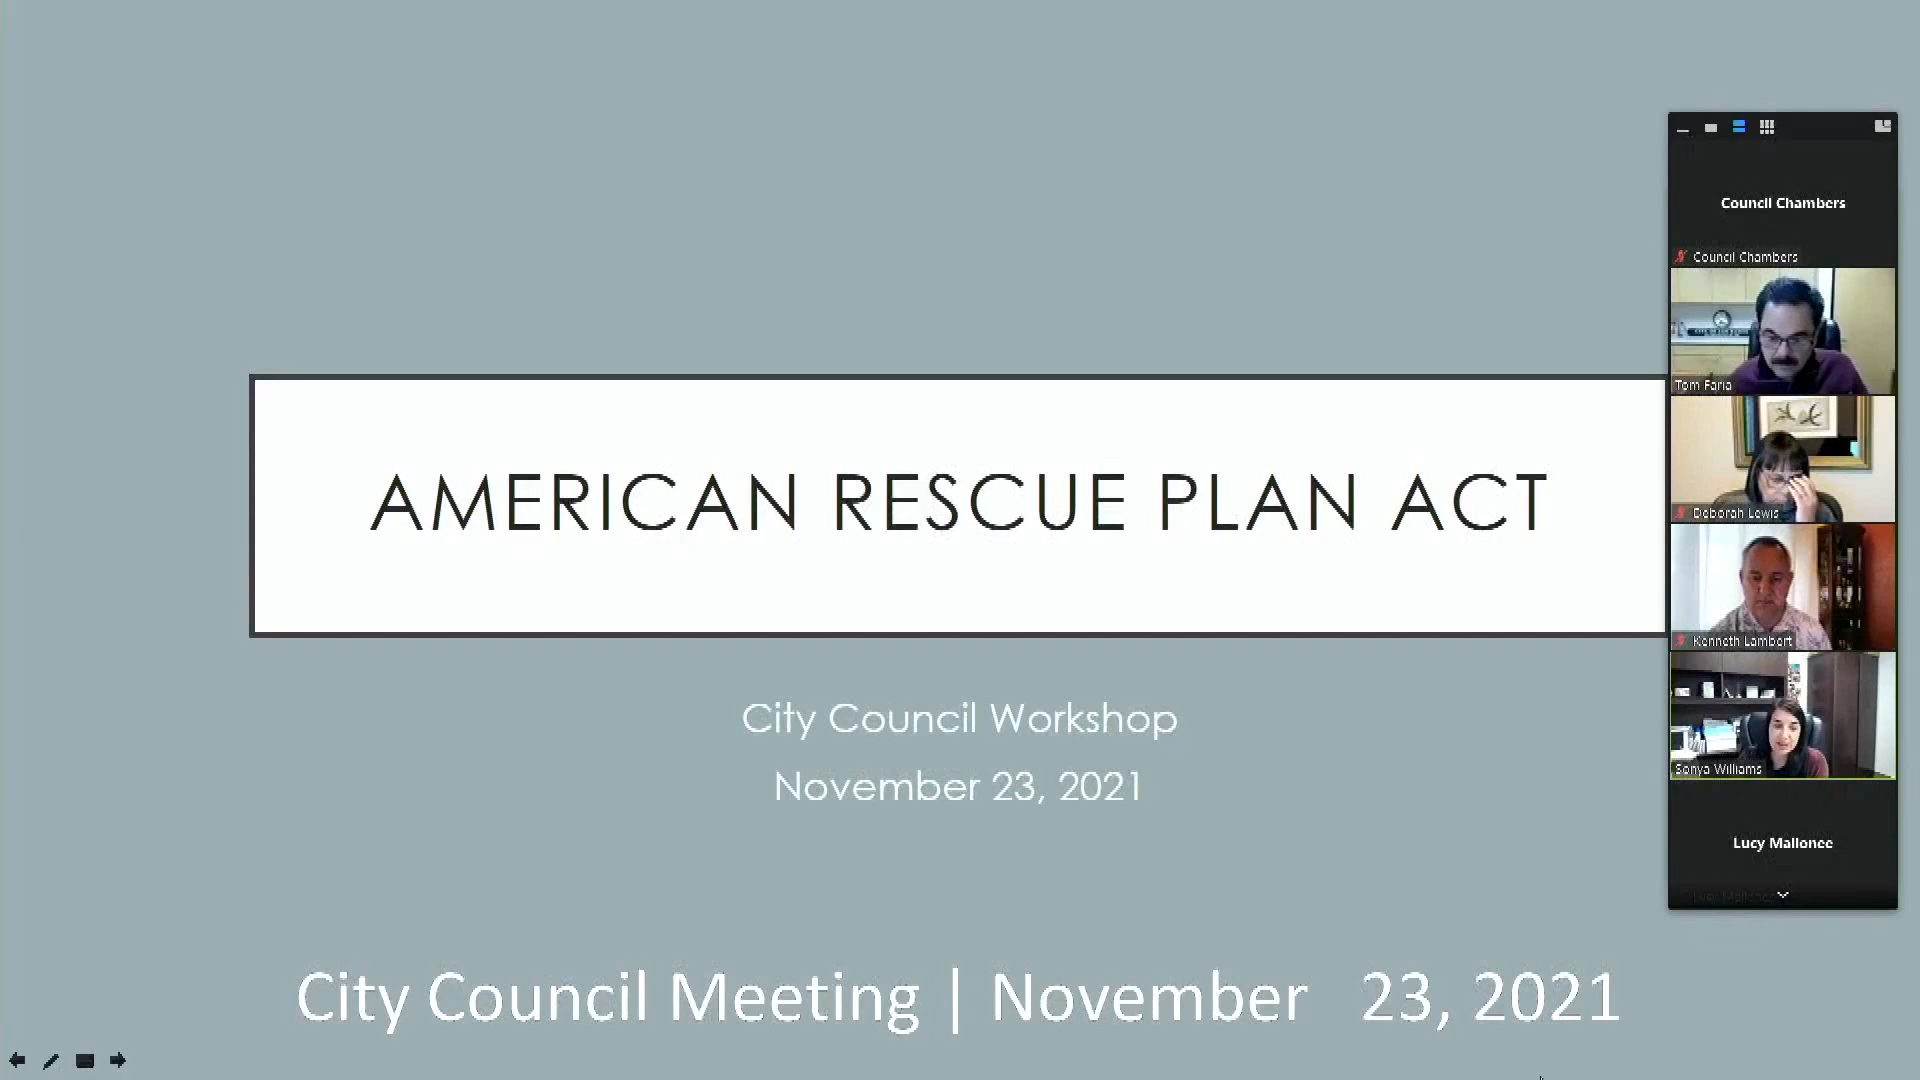 AMERICAN RESCUE PLAN ACT
City Council Workshop
November 23, 2021
City Council Meeting | November 23, 2021
Council Chambers
Council Chambers
Tom Faria
Deborah Lewis
Kenneth Lambert
Sonya Williams
Lucy Mallonee